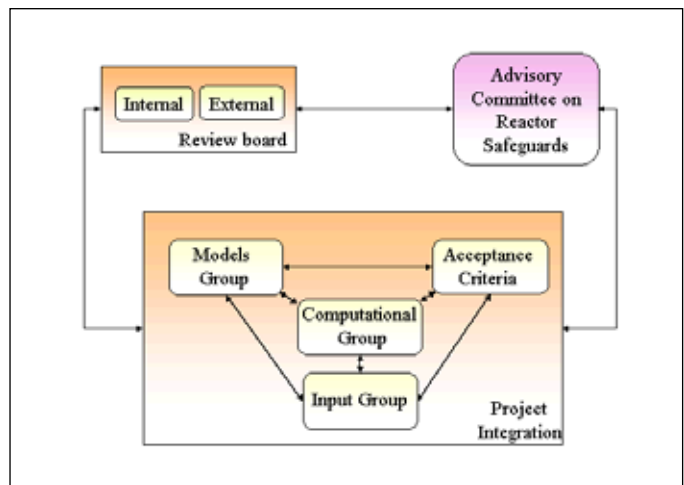 Internal
External
Review board
Advisory
Committee on
Reactor
Safeguards
Models
Group
Acceptance
Criteria
Computational
Group
Input Group
Project
Integration